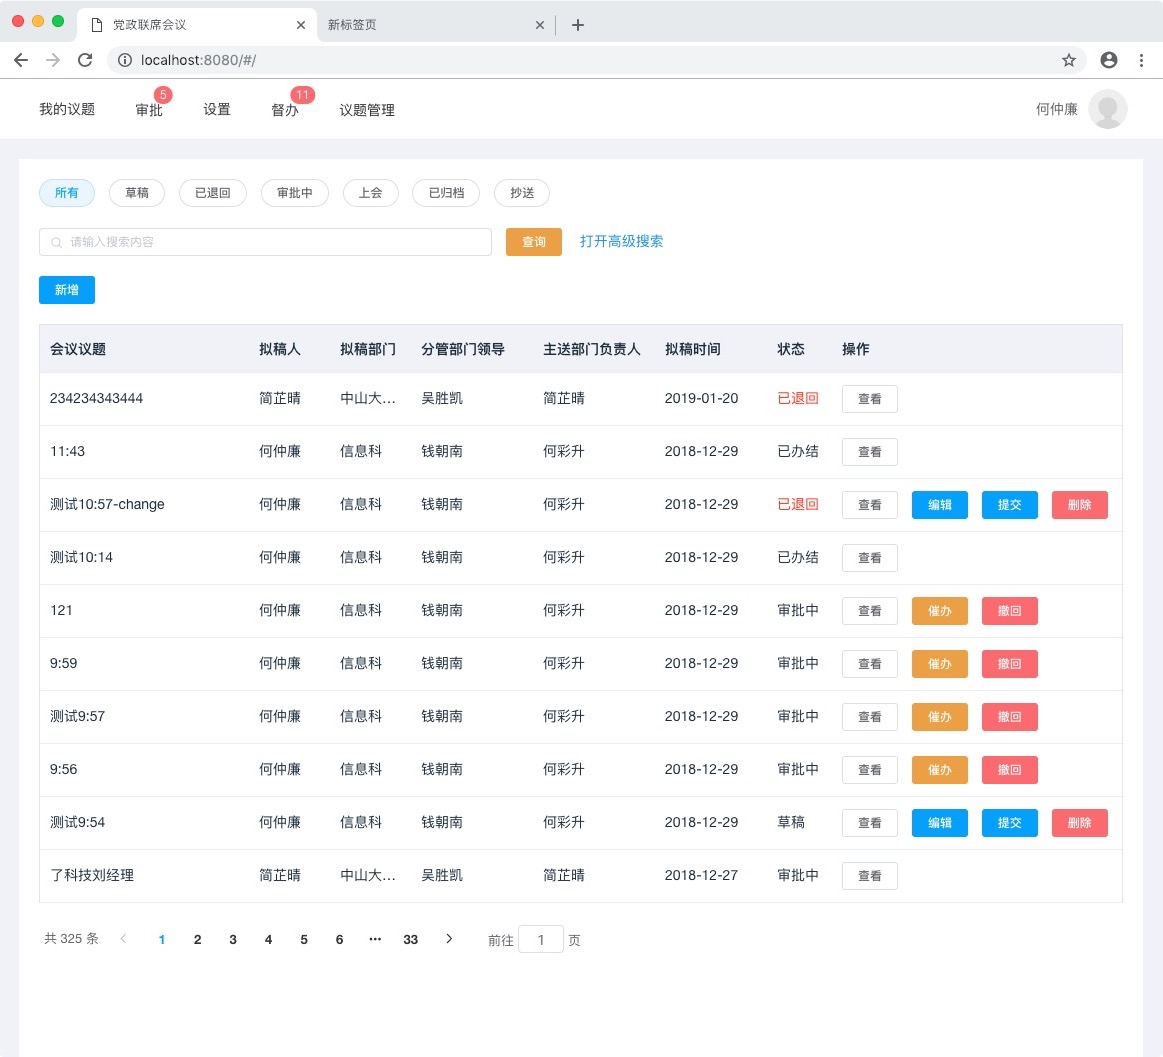 党政联席会议 新标签页
localhost:8080/#/
我的议题 审批 5 设置 督办 11 议题管理 何仲廉
所有 草稿 已退回 审批中 上会 已归档 抄送
请输入搜索内容 查询 打开高级搜索
新增
会议议题 拟稿人 拟稿部门 分管部门领导 主送部门负责人 拟稿时间 状态 操作
234234343444 简芷晴 中山大... 吴胜凯 简芷晴 2019-01-20 已退回 查看
11:43 何仲廉 信息科 钱朝南 何彩升 2018-12-29 已办结 查看
测试10:57-change 何仲廉 信息科 钱朝南 何彩升 2018-12-29 已退回 查看 编辑 提交 删除
测试10:14 何仲廉 信息科 钱朝南 何彩升 2018-12-29 已办结 查看
121 何仲廉 信息科 钱朝南 何彩升 2018-12-29 审批中 查看 催办 撤回
9:59 何仲廉 信息科 钱朝南 何彩升 2018-12-29 审批中 查看 催办 撤回
测试9:57 何仲廉 信息科 钱朝南 何彩升 2018-12-29 审批中 查看 催办 撤回
9:56 何仲廉 信息科 钱朝南 何彩升 2018-12-29 审批中 查看 催办 撤回
测试9:54 何仲廉 信息科 钱朝南 何彩升 2018-12-29 草稿 查看 编辑 提交 删除
了科技刘经理 简芷晴 中山大... 吴胜凯 简芷晴 2018-12-27 审批中 查看
共 325 条 1 2 3 4 5 6 ··· 33 前往 1 页